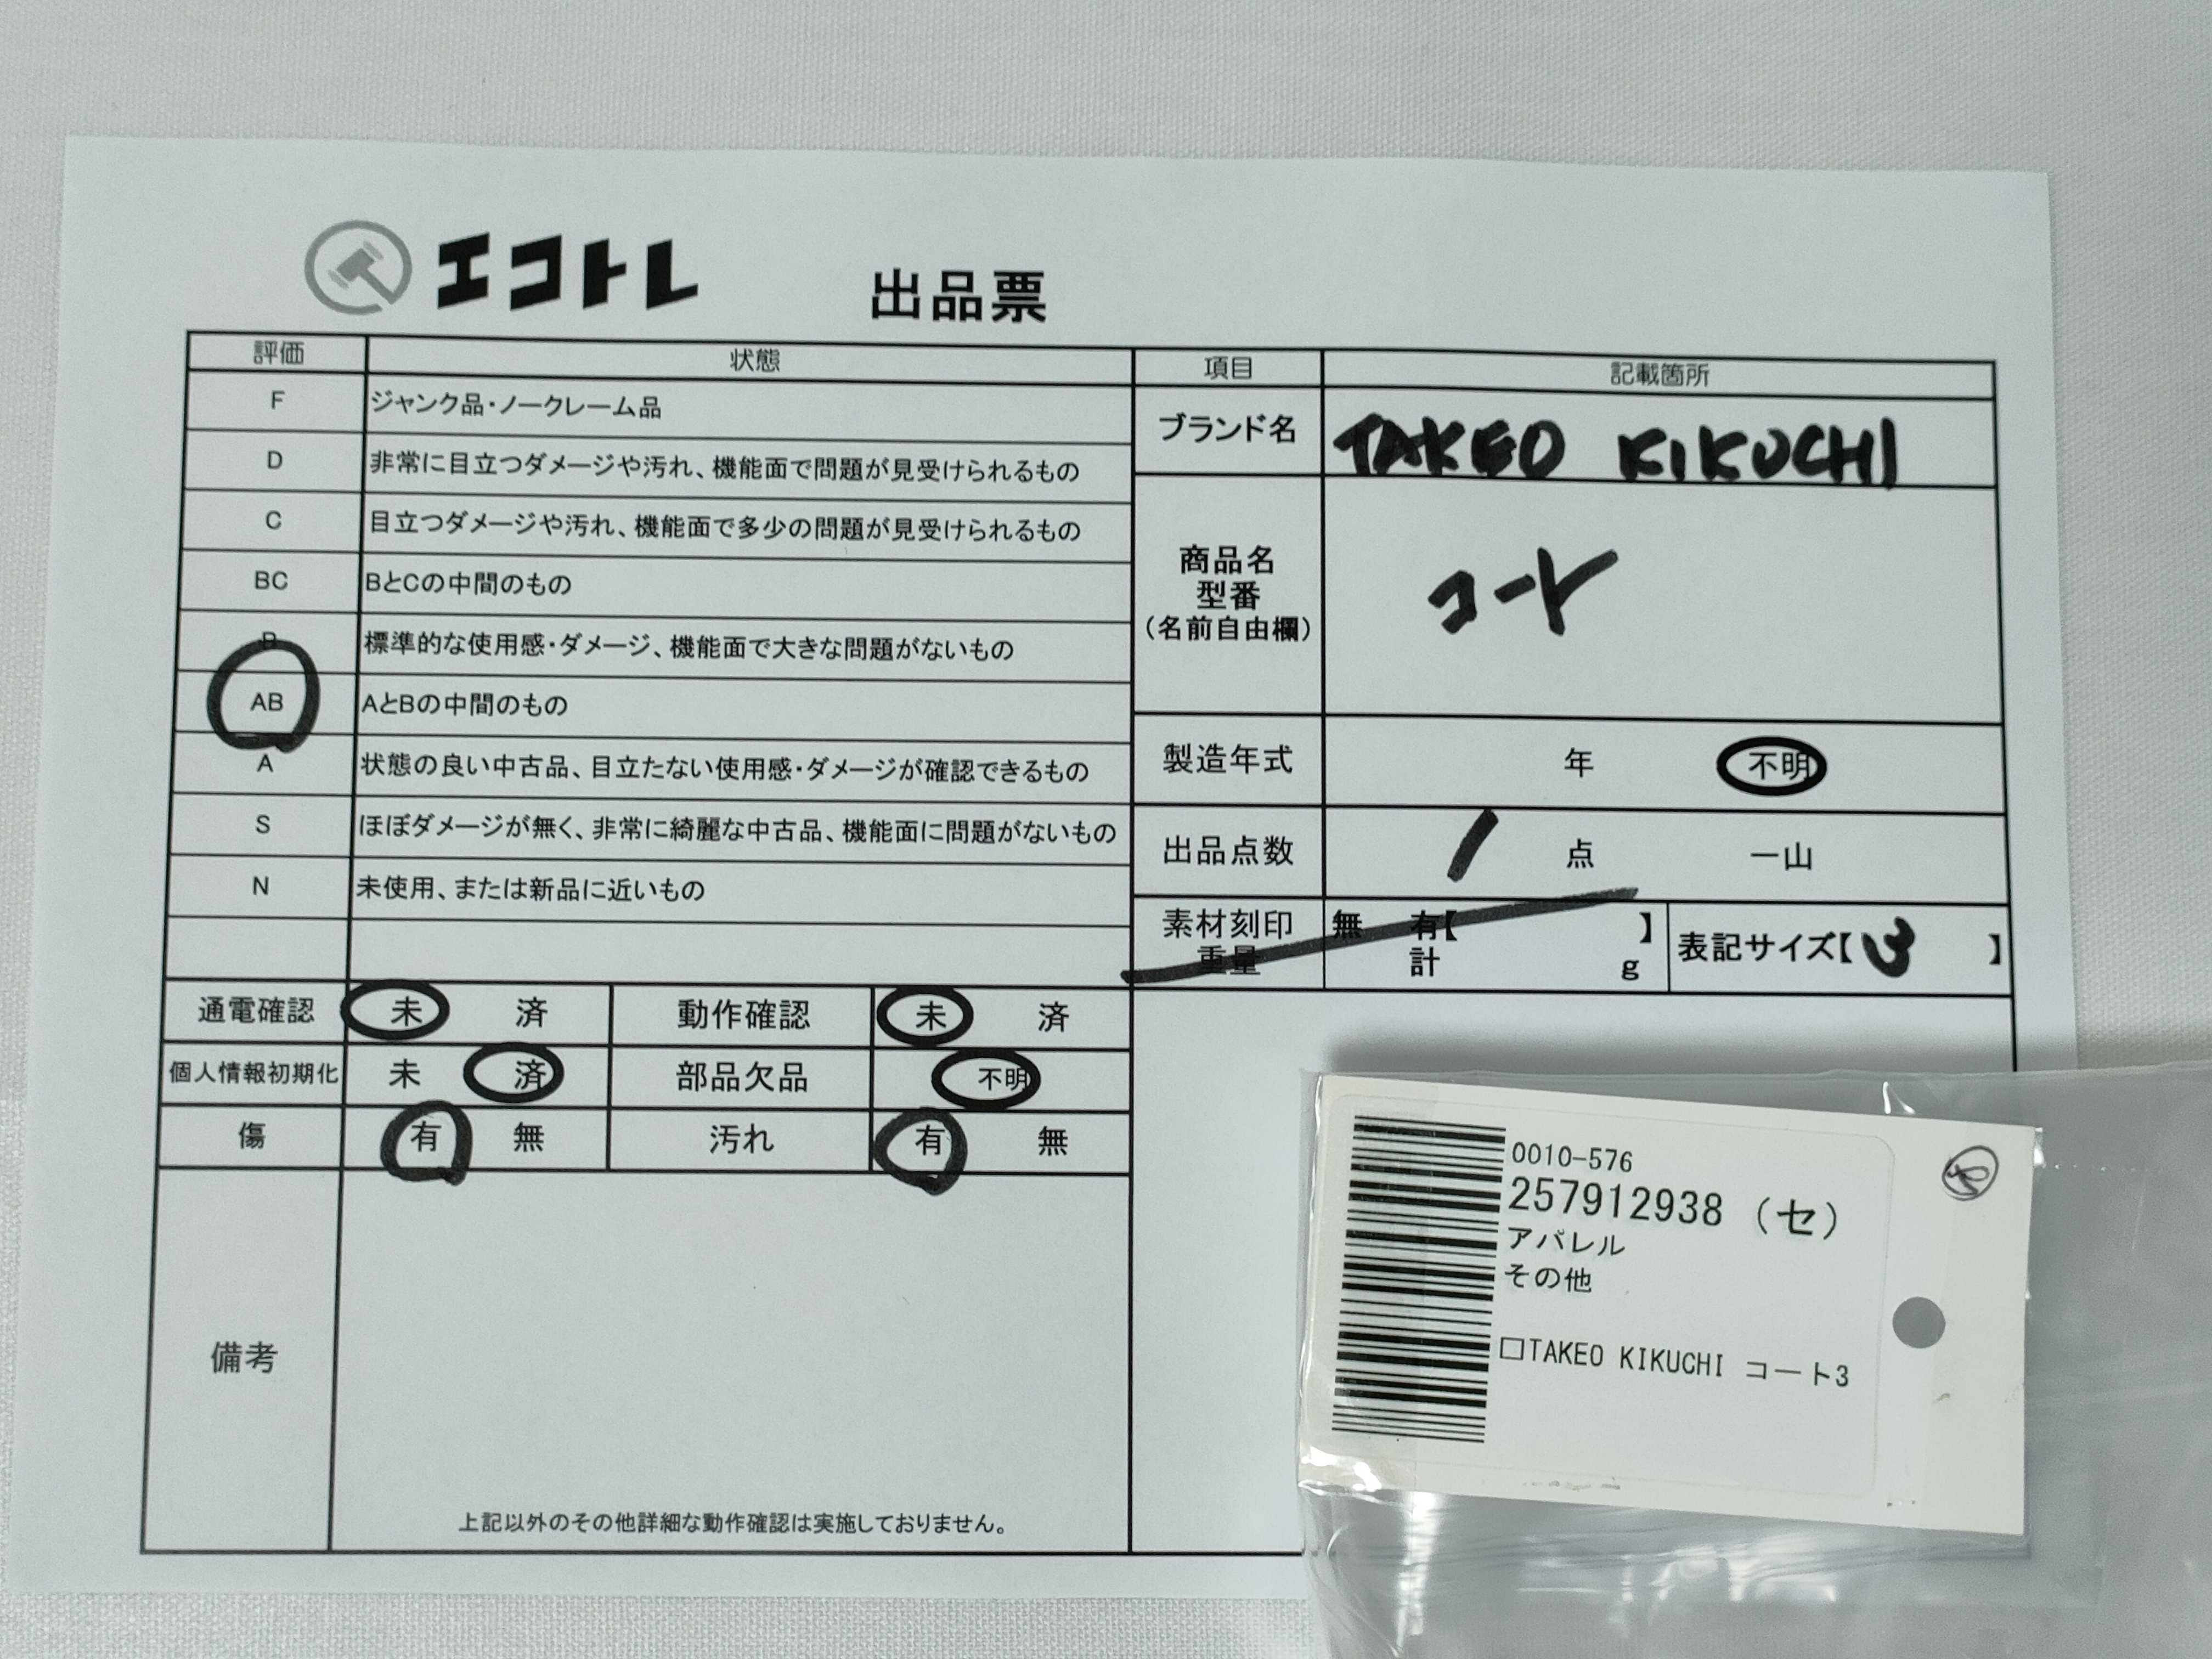 エコトレ 出品票
評価 状態 項目 記載箇所
F ジャンク品・ノークレーム品
D 非常に目立つダメージや汚れ、機能面で問題が見受けられるもの
C 目立つダメージや汚れ、機能面で多少の問題が見受けられるもの
BC BとCの中間のもの
B 標準的な使用感・ダメージ、機能面で大きな問題がないもの
AB AとBの中間のもの
A 状態の良い中古品、目立たない使用感・ダメージが確認できるもの
S ほぼダメージが無く、非常に綺麗な中古品、機能面に問題がないもの
N 未使用、または新品に近いもの
ブランド名 TAKEO KIKUCHI
商品名
型番
（名前自由欄）
コート
製造年式 年 不明
出品点数 1 点 一山
素材刻印 無 有【 】
重量 計 g
表記サイズ【3 】
通電確認 未 済 動作確認 未 済
個人情報初期化 未 済 部品欠品 不明
傷 有 無 汚れ 有 無
備考
上記以外のその他詳細な動作確認は実施しておりません。
0010-576
257912938（セ）
アパレル
その他
□TAKEO KIKUCHI コート3